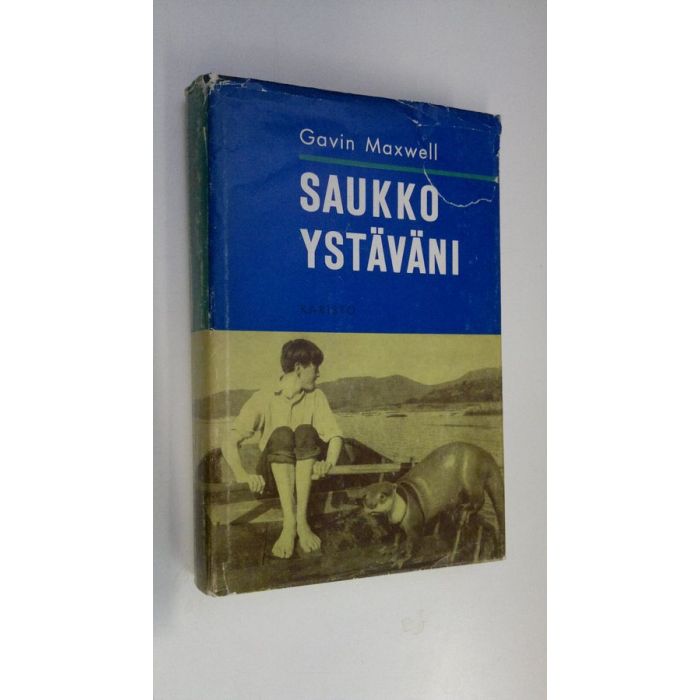 Gavin Maxwell
SAUKKO
YSTÄVÄNI
KARISTO